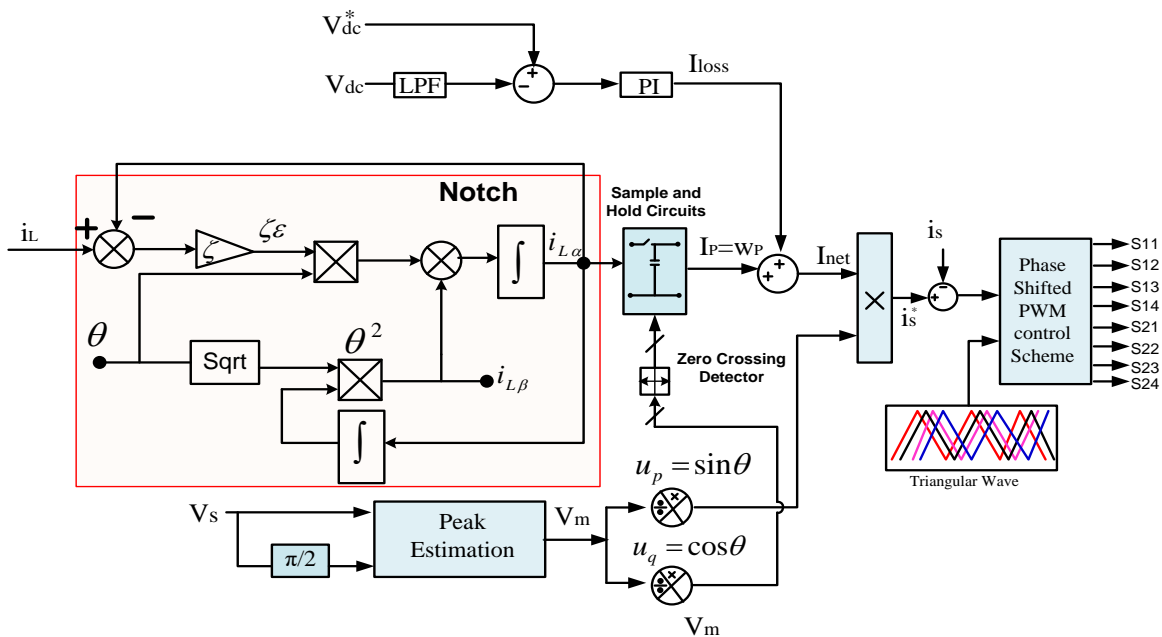 V*dc
Vdc
LPF
+
−
PI
Iloss
Notch
iL
+
−
ζ
ζε
∫
iLα
θ
Sqrt
θ²
iLβ
∫
Sample and
Hold Circuits
IP=WP
+
+
Inet
×
is
is*
−
+
Phase
Shifted
PWM
control
Scheme
S11
S12
S13
S14
S21
S22
S23
S24
Zero Crossing
Detector
Triangular Wave
Vs
π/2
Peak
Estimation
Vm
up = sinθ
×
÷
uq = cosθ
×
÷
Vm